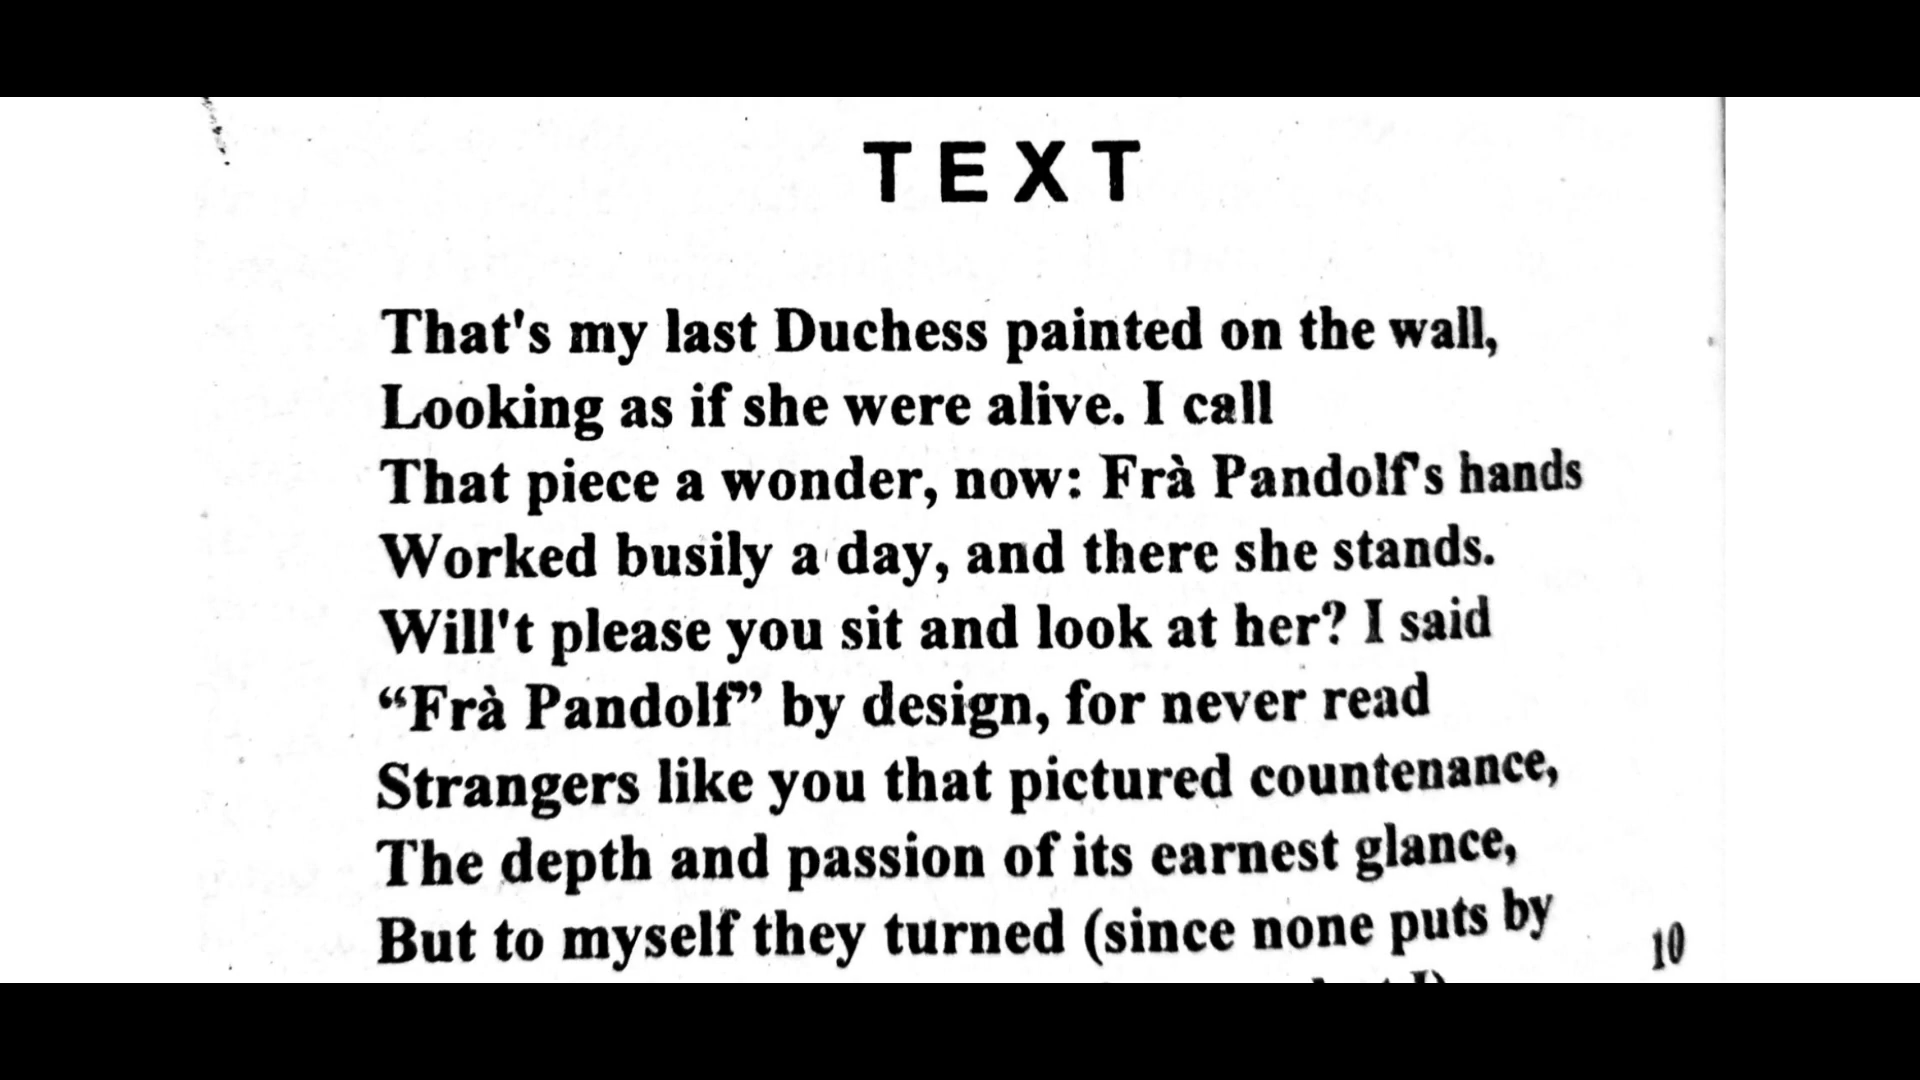 TEXT
That's my last Duchess painted on the wall,
Looking as if she were alive. I call
That piece a wonder, now: Frà Pandolf's hands
Worked busily a day, and there she stands.
Will't please you sit and look at her? I said
“Frà Pandolf” by design, for never read
Strangers like you that pictured countenance,
The depth and passion of its earnest glance,
But to myself they turned (since none puts by
10